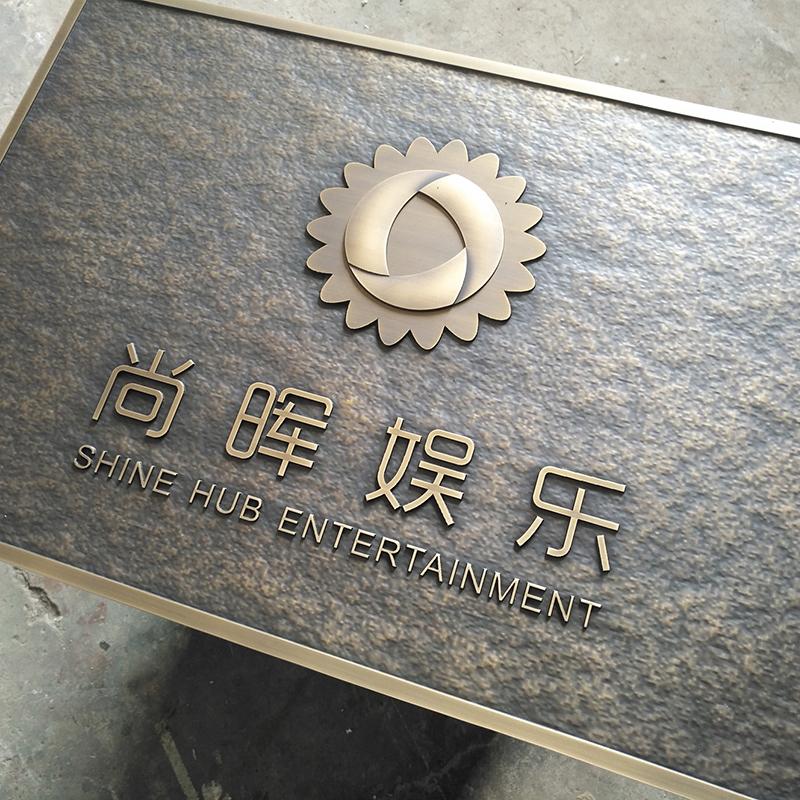 尚晖娱乐
SHINE HUB ENTERTAINMENT